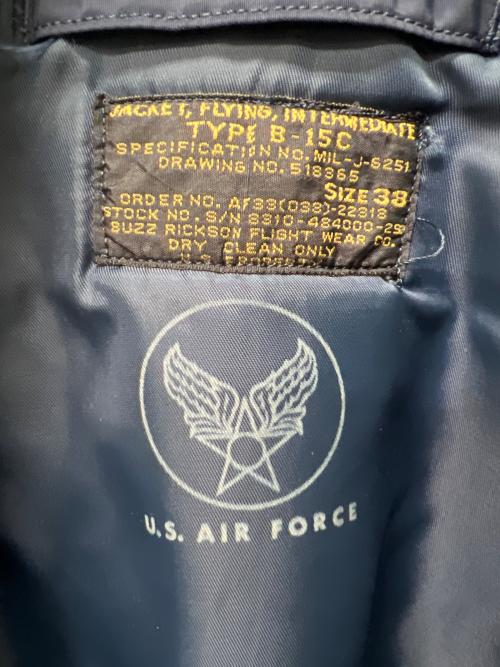 JACKET, FLYING, INTERMEDIATE
TYPE B-15C
SPECIFICATION NO. MIL-J-6251
DRAWING NO. 518365
SIZE 38
ORDER NO. AF33(038)-22318
STOCK NO. S/N 8310-484000-29
BUZZ RICKSON FLIGHT WEAR CO.
DRY CLEAN ONLY
U.S.
U.S. AIR FORCE